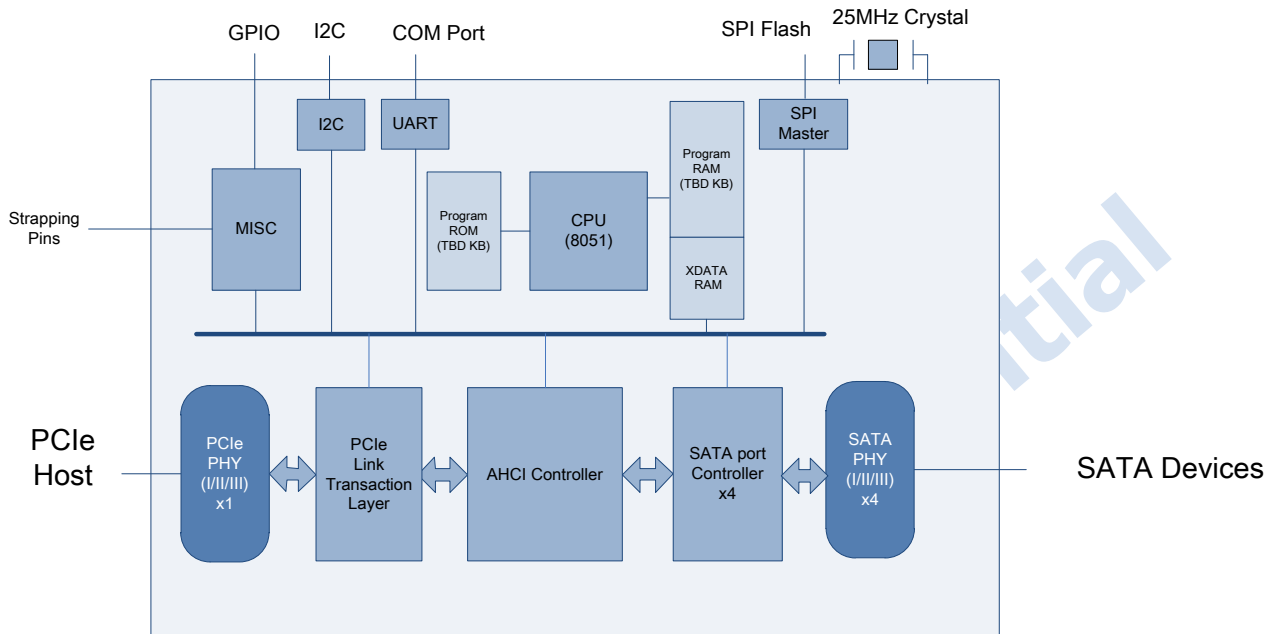 GPIO
I2C
COM Port
SPI Flash
25MHz Crystal
I2C
UART
SPI
Master
Strapping
Pins
MISC
Program
ROM
(TBD KB)
CPU
(8051)
Program
RAM
(TBD KB)
XDATA
RAM
PCIe
Host
PCIe
PHY
(I/II/III)
x1
PCIe
Link
Transaction
Layer
AHCI Controller
SATA port
Controller
x4
SATA
PHY
(I/II/III)
x4
SATA Devices